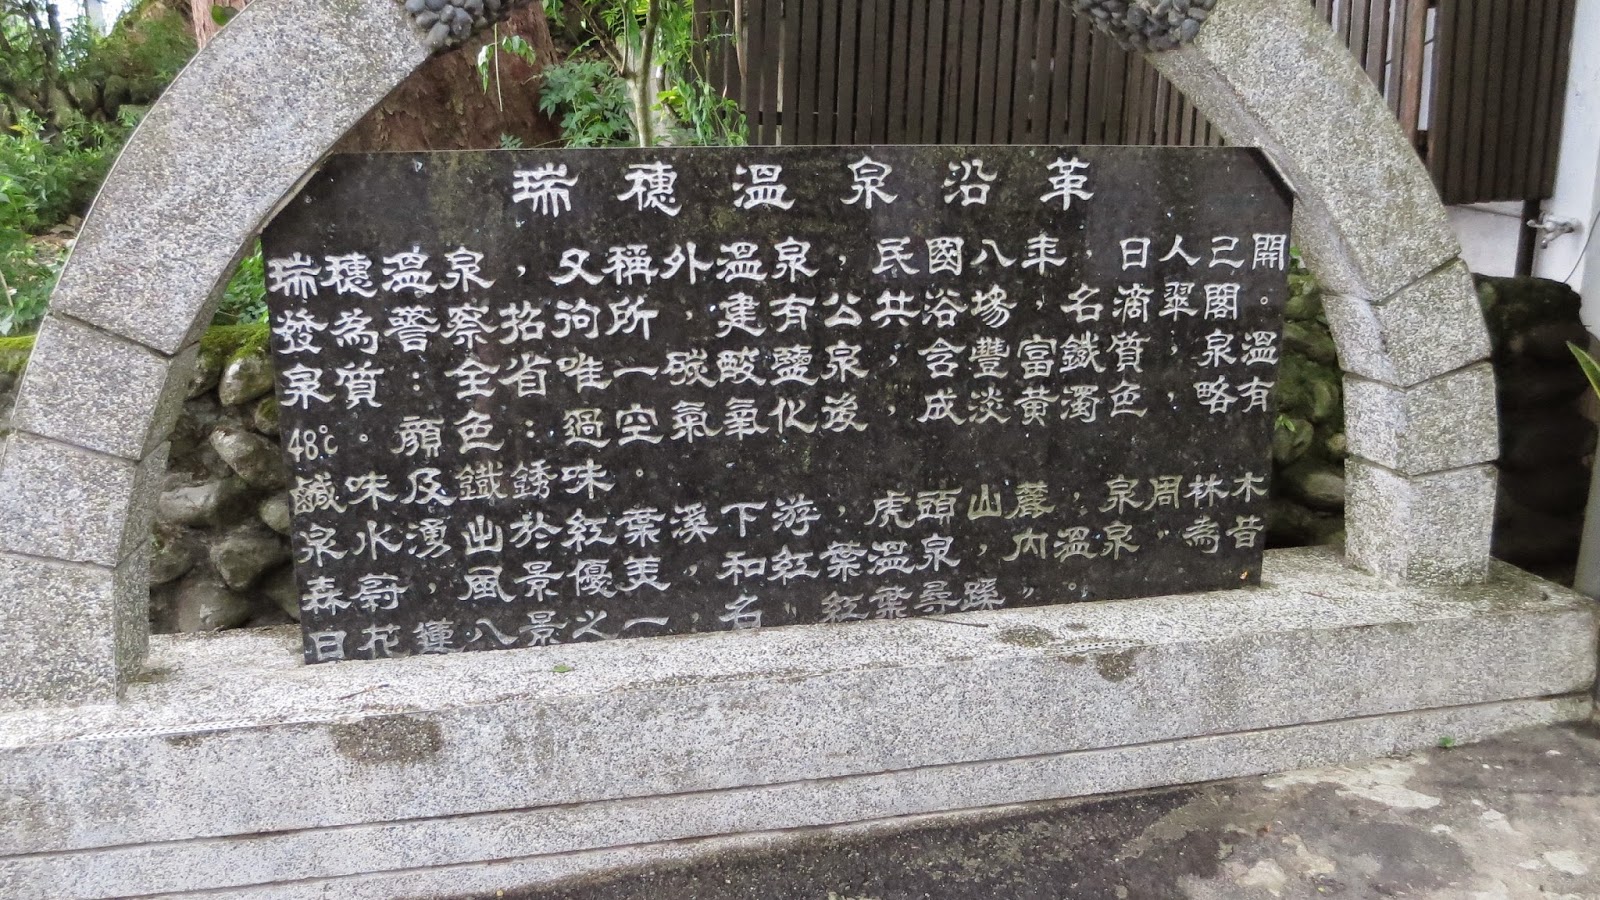 瑞穗溫泉沿革
瑞穗溫泉，又稱外溫泉，民國八年，日人己開
發為警察招待所，建有公共浴場，名滴翠閣。
泉質：全省唯一碳酸鹽泉，含豐富鐵質，泉溫
48℃。顏色：過空氣氧化後，成淡黃濁色，略有
鹹味及鐵銹味。
泉水湧出於紅葉溪下游，虎頭山麓，泉周林木
森蔚，風景優美，和紅葉溫泉，內溫泉〞為昔
日花蓮八景之一，名〝紅葉尋蹊〞。